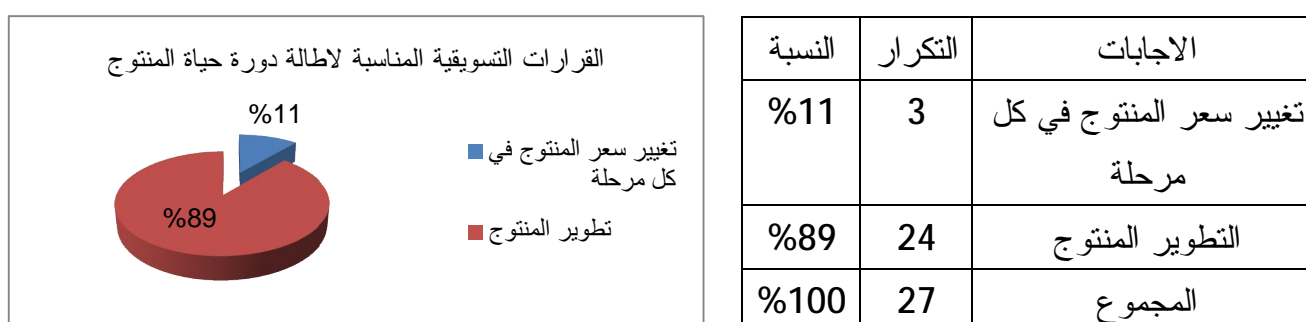 الاجابات التكرار النسبة
تغيير سعر المنتوج في كل 3 %11
مرحلة
التطوير المنتوج 24 %89
المجموع 27 %100
القرارات التسويقية المناسبة لاطالة دورة حياة المنتوج
%11
تغيير سعر المنتوج في
كل مرحلة
%89
تطوير المنتوج